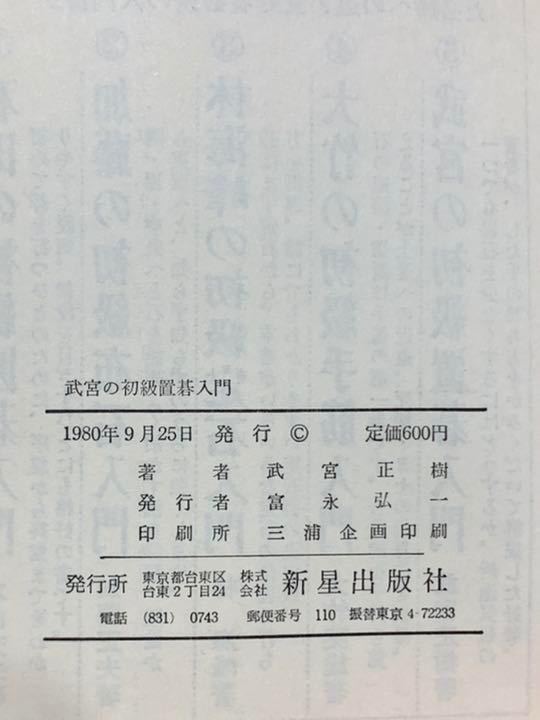 武宮の初級置碁入門
1980年9月25日 発行 © 定価600円
著者 武宮正樹
発行者 富永弘一
印刷所 三浦企画印刷
発行所 東京都台東区台東2丁目24 株式会社 新星出版社
電話 (831) 0743 郵便番号 110 振替東京 4-72233